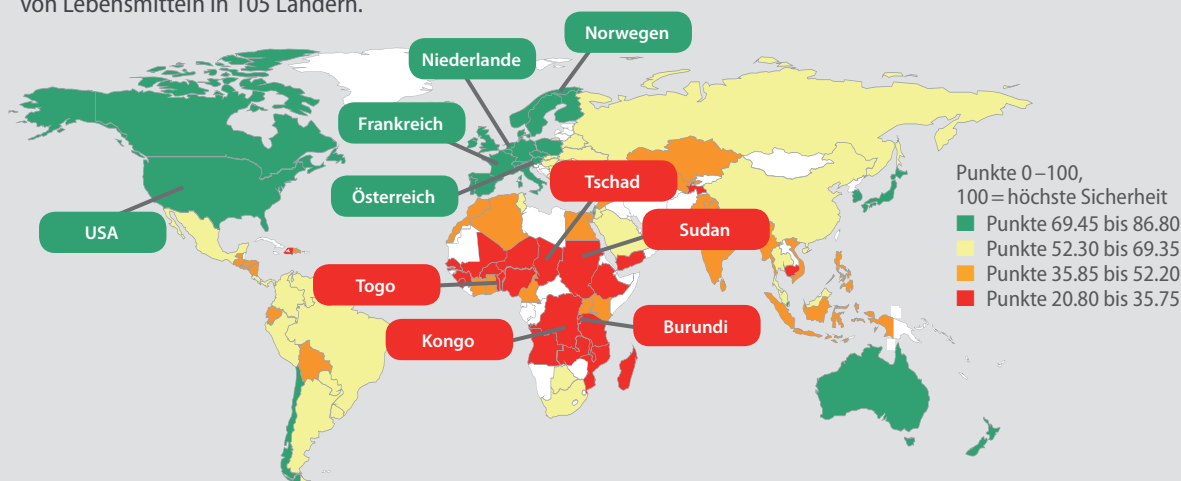 von Lebensmitteln in 105 Ländern.
Norwegen
Niederlande
Frankreich
Österreich
Tschad
USA
Sudan
Togo
Burundi
Kongo
Punkte 0–100,
100=höchste Sicherheit
Punkte 69.45 bis 86.80
Punkte 52.30 bis 69.35
Punkte 35.85 bis 52.20
Punkte 20.80 bis 35.75